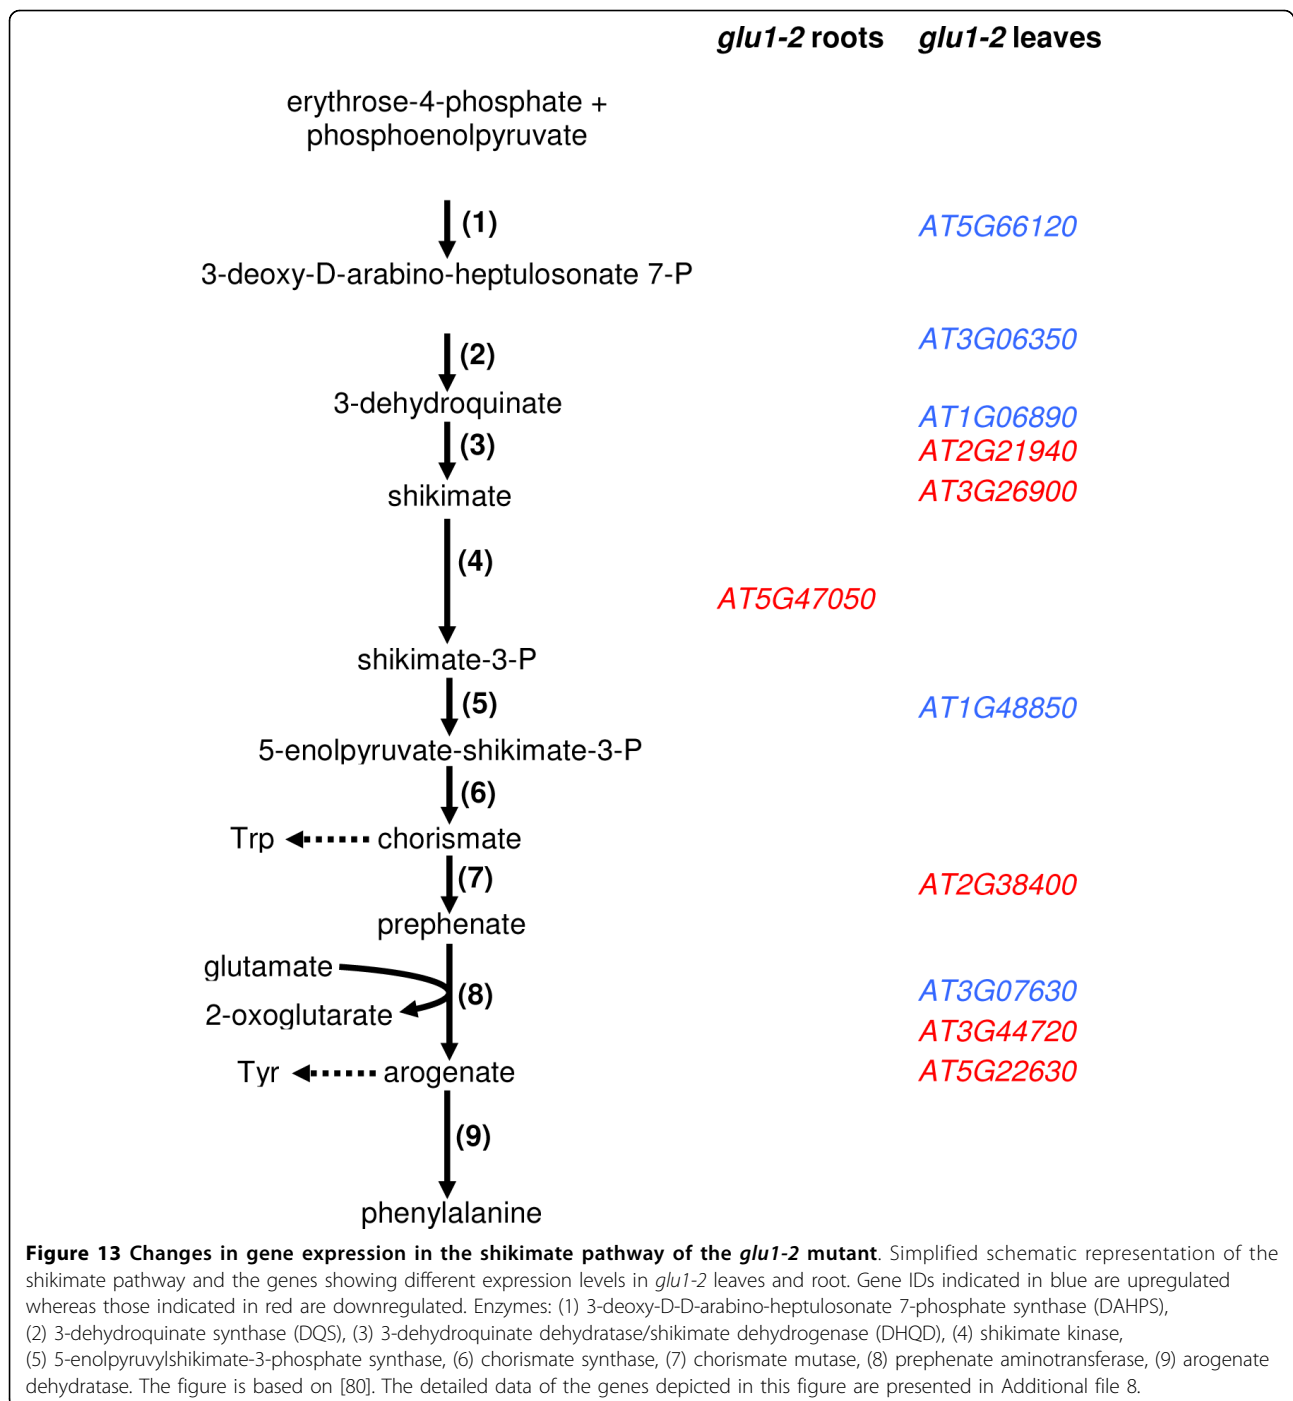 glu1-2 roots glu1-2 leaves
erythrose-4-phosphate +
phosphoenolpyruvate
(1) AT5G66120
3-deoxy-D-arabino-heptulosonate 7-P
(2) AT3G06350
3-dehydroquinate AT1G06890
(3) AT2G21940
shikimate AT3G26900
(4)
AT5G47050
shikimate-3-P
(5) AT1G48850
5-enolpyruvate-shikimate-3-P
(6)
Trp chorismate
(7) AT2G38400
prephenate
glutamate
(8) AT3G07630
2-oxoglutarate AT3G44720
Tyr arogenate AT5G22630
(9)
phenylalanine
Figure 13 Changes in gene expression in the shikimate pathway of the glu1-2 mutant. Simplified schematic representation of the
shikimate pathway and the genes showing different expression levels in glu1-2 leaves and root. Gene IDs indicated in blue are upregulated
whereas those indicated in red are downregulated. Enzymes: (1) 3-deoxy-D-D-arabino-heptulosonate 7-phosphate synthase (DAHPS),
(2) 3-dehydroquinate synthase (DQS), (3) 3-dehydroquinate dehydratase/shikimate dehydrogenase (DHQD), (4) shikimate kinase,
(5) 5-enolpyruvylshikimate-3-phosphate synthase, (6) chorismate synthase, (7) chorismate mutase, (8) prephenate aminotransferase, (9) arogenate
dehydratase. The figure is based on [80]. The detailed data of the genes depicted in this figure are presented in Additional file 8.